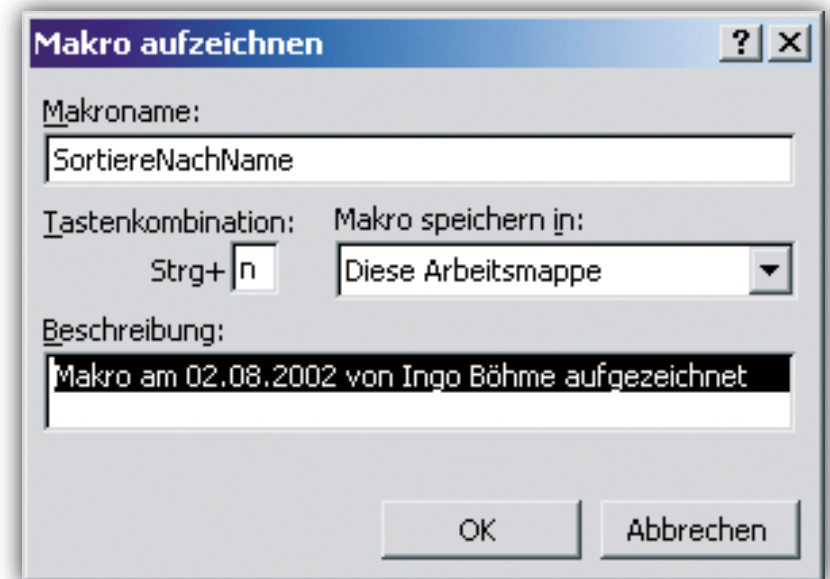 Makro aufzeichnen
Makroname:
SortiereNachName
Tastenkombination: Makro speichern in:
Strg+ n Diese Arbeitsmappe
Beschreibung:
Makro am 02.08.2002 von Ingo Böhme aufgezeichnet
OK Abbrechen